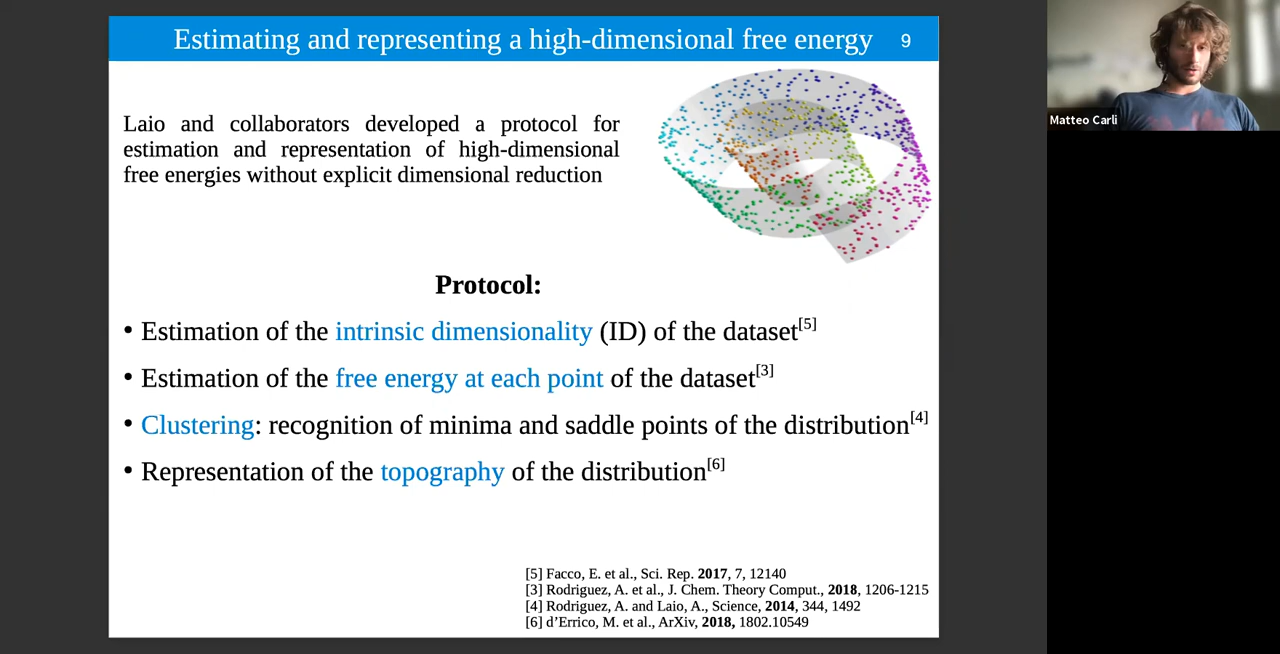 Estimating and representing a high-dimensional free energy 9
Matteo Carli
Laio and collaborators developed a protocol for
estimation and representation of high-dimensional
free energies without explicit dimensional reduction
Protocol:
• Estimation of the intrinsic dimensionality (ID) of the dataset[5]
• Estimation of the free energy at each point of the dataset[3]
• Clustering: recognition of minima and saddle points of the distribution[4]
• Representation of the topography of the distribution[6]
[5] Facco, E. et al., Sci. Rep. 2017, 7, 12140
[3] Rodriguez, A. et al., J. Chem. Theory Comput., 2018, 1206-1215
[4] Rodriguez, A. and Laio, A., Science, 2014, 344, 1492
[6] d’Errico, M. et al., ArXiv, 2018, 1802.10549